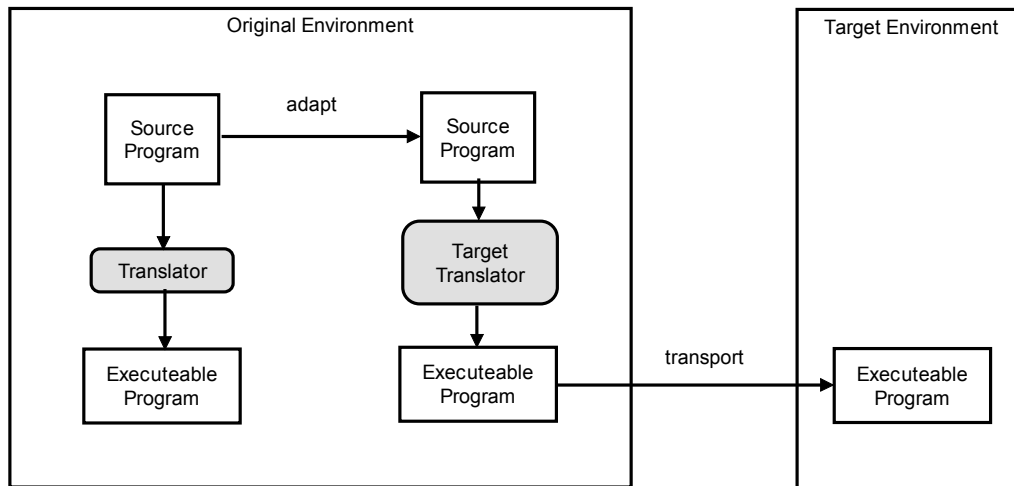 Original Environment
Target Environment
adapt
Source
Program
Source
Program
Translator
Target
Translator
Executeable
Program
Executeable
Program
transport
Executeable
Program